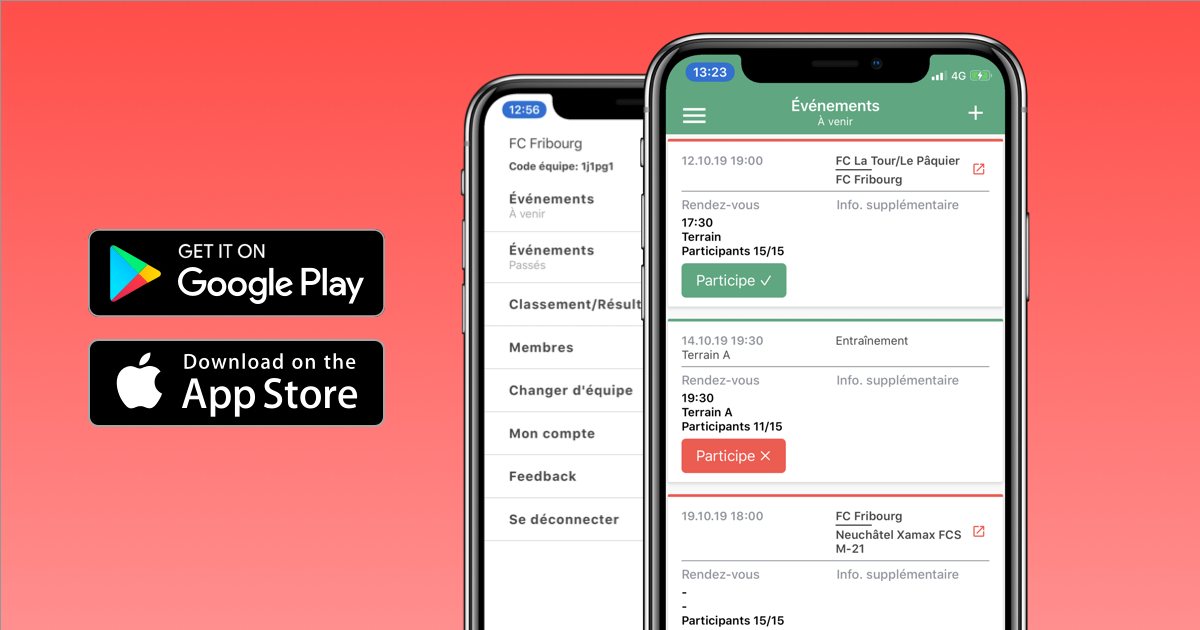 GET IT ON
Google Play
Download on the
App Store
12:56
FC Fribourg
Code équipe: 1j1pg1
Événements
À venir
Événements
Passés
Classement/Résult
Membres
Changer d'équipe
Mon compte
Feedback
Se déconnecter
13:23
4G
Événements
À venir
12.10.19 19:00
FC La Tour/Le Pâquier
FC Fribourg
Rendez-vous
Info. supplémentaire
17:30
Terrain
Participants 15/15
Participe ✓
14.10.19 19:30
Entraînement
Terrain A
Rendez-vous
Info. supplémentaire
19:30
Terrain A
Participants 11/15
Participe ✕
19.10.19 18:00
FC Fribourg
Neuchâtel Xamax FCS
M-21
Rendez-vous
Info. supplémentaire
-
-
Participants 15/15